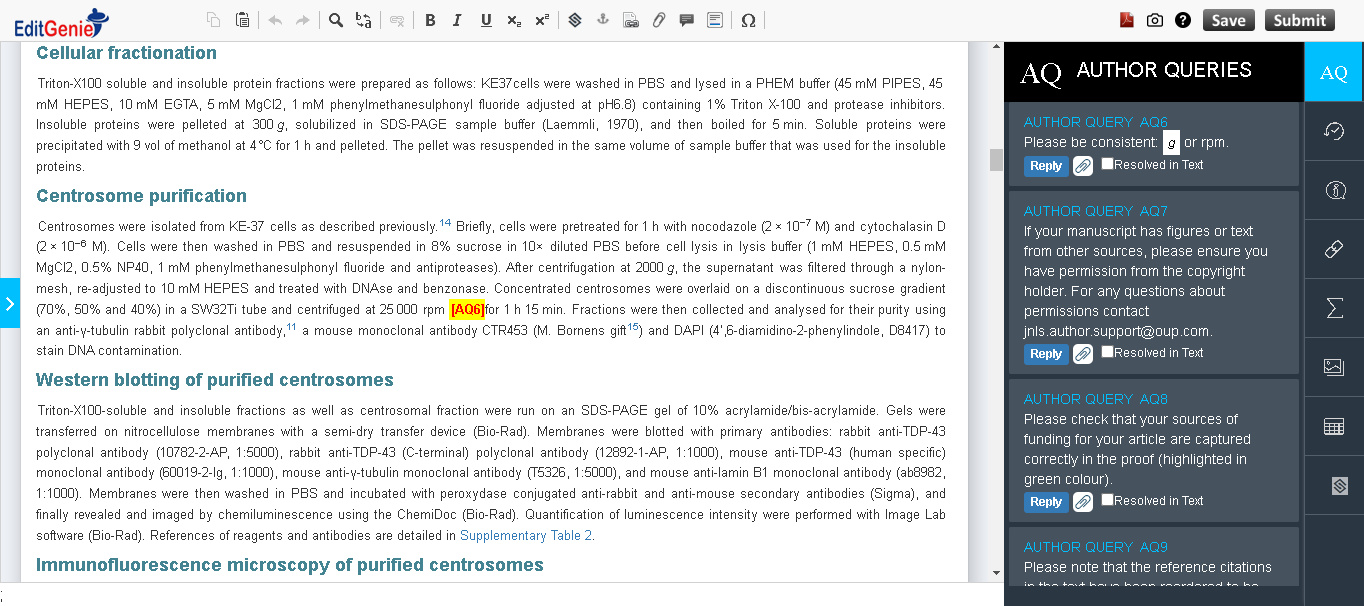 EditGenie
B I U X₂ X² Ω
Save Submit
Cellular fractionation
Triton-X100 soluble and insoluble protein fractions were prepared as follows: KE37cells were washed in PBS and lysed in a PHEM buffer (45 mM PIPES, 45
mM HEPES, 10 mM EGTA, 5 mM MgCl2, 1 mM phenylmethanesulphonyl fluoride adjusted at pH6.8) containing 1% Triton X-100 and protease inhibitors.
Insoluble proteins were pelleted at 300 g, solubilized in SDS-PAGE sample buffer (Laemmli, 1970), and then boiled for 5 min. Soluble proteins were
precipitated with 9 vol of methanol at 4 °C for 1 h and pelleted. The pellet was resuspended in the same volume of sample buffer that was used for the insoluble
proteins.
Centrosome purification
Centrosomes were isolated from KE-37 cells as described previously.¹⁴ Briefly, cells were pretreated for 1 h with nocodazole (2 × 10⁻⁷ M) and cytochalasin D
(2 × 10⁻⁶ M). Cells were then washed in PBS and resuspended in 8% sucrose in 10× diluted PBS before cell lysis in lysis buffer (1 mM HEPES, 0.5 mM
MgCl2, 0.5% NP40, 1 mM phenylmethanesulphonyl fluoride and antiproteases). After centrifugation at 2000 g, the supernatant was filtered through a nylon-
mesh, re-adjusted to 10 mM HEPES and treated with DNAse and benzonase. Concentrated centrosomes were overlaid on a discontinuous sucrose gradient
(70%, 50% and 40%) in a SW32Ti tube and centrifuged at 25 000 rpm [AQ6]for 1 h 15 min. Fractions were then collected and analysed for their purity using
an anti-γ-tubulin rabbit polyclonal antibody,¹¹ a mouse monoclonal antibody CTR453 (M. Bornens gift¹⁵) and DAPI (4′,6-diamidino-2-phenylindole, D8417) to
stain DNA contamination.
Western blotting of purified centrosomes
Triton-X100-soluble and insoluble fractions as well as centrosomal fraction were run on an SDS-PAGE gel of 10% acrylamide/bis-acrylamide. Gels were
transferred on nitrocellulose membranes with a semi-dry transfer device (Bio-Rad). Membranes were blotted with primary antibodies: rabbit anti-TDP-43
polyclonal antibody (10782-2-AP, 1:5000), rabbit anti-TDP-43 (C-terminal) polyclonal antibody (12892-1-AP, 1:1000), mouse anti-TDP-43 (human specific)
monoclonal antibody (60019-2-Ig, 1:1000), mouse anti-γ-tubulin monoclonal antibody (T5326, 1:5000), and mouse anti-lamin B1 monoclonal antibody (ab8982,
1:1000). Membranes were then washed in PBS and incubated with peroxydase conjugated anti-rabbit and anti-mouse secondary antibodies (Sigma), and
finally revealed and imaged by chemiluminescence using the ChemiDoc (Bio-Rad). Quantification of luminescence intensity were performed with Image Lab
software (Bio-Rad). References of reagents and antibodies are detailed in Supplementary Table 2.
Immunofluorescence microscopy of purified centrosomes
;
AQ AUTHOR QUERIES
AQ
AUTHOR QUERY AQ6
Please be consistent: g or rpm.
Reply Resolved in Text
AUTHOR QUERY AQ7
If your manuscript has figures or text
from other sources, please ensure you
have permission from the copyright
holder. For any questions about
permissions contact
jnls.author.support@oup.com.
Reply Resolved in Text
AUTHOR QUERY AQ8
Please check that your sources of
funding for your article are captured
correctly in the proof (highlighted in
green colour).
Reply Resolved in Text
AUTHOR QUERY AQ9
Please note that the reference citations
in the text have been reordered to be